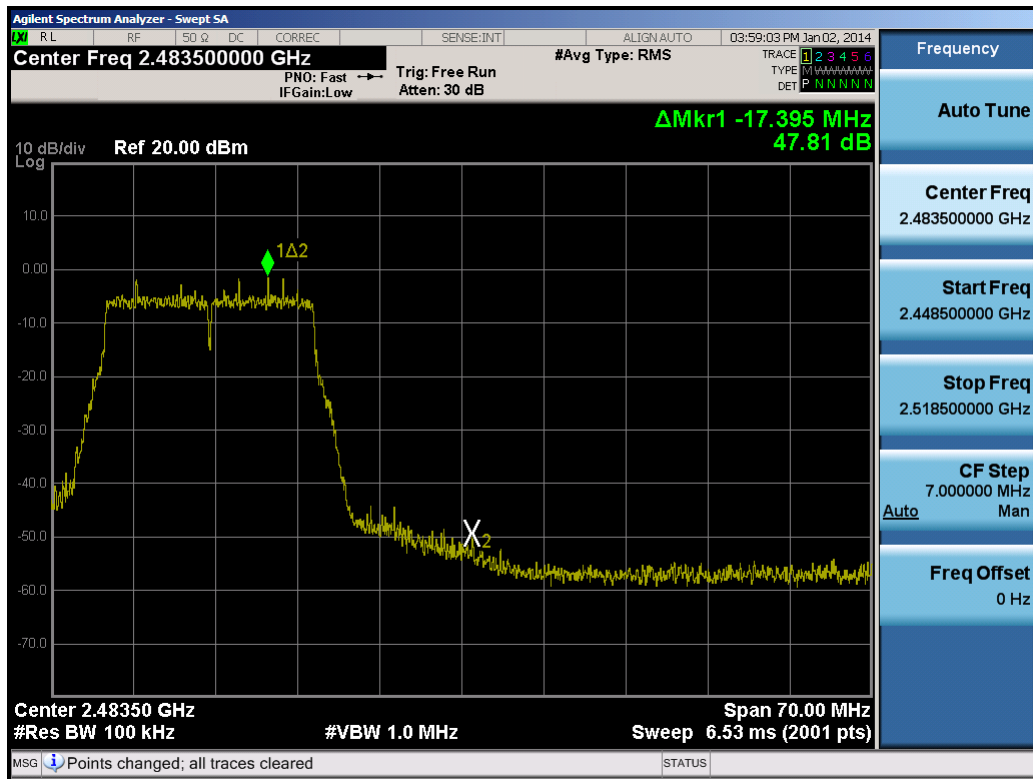 Agilent Spectrum Analyzer - Swept SA
LXI RL RF 50 Ω DC CORREC SENSE:INT ALIGN AUTO 03:59:03 PM Jan 02, 2014
Center Freq 2.483500000 GHz
#Avg Type: RMS
TRACE 1 2 3 4 5 6
PNO: Fast Trig: Free Run
TYPE M W W W W W
IFGain:Low Atten: 30 dB
DET P N N N N N
ΔMkr1 -17.395 MHz
47.81 dB
10 dB/div Ref 20.00 dBm
Log
10.0
0.00
-10.0
-20.0
-30.0
-40.0
-50.0
-60.0
-70.0
1Δ2
X2
Center 2.48350 GHz Span 70.00 MHz
#Res BW 100 kHz #VBW 1.0 MHz Sweep 6.53 ms (2001 pts)
MSG Points changed; all traces cleared STATUS
Frequency
Auto Tune
Center Freq
2.483500000 GHz
Start Freq
2.448500000 GHz
Stop Freq
2.518500000 GHz
CF Step
7.000000 MHz
Auto Man
Freq Offset
0 Hz